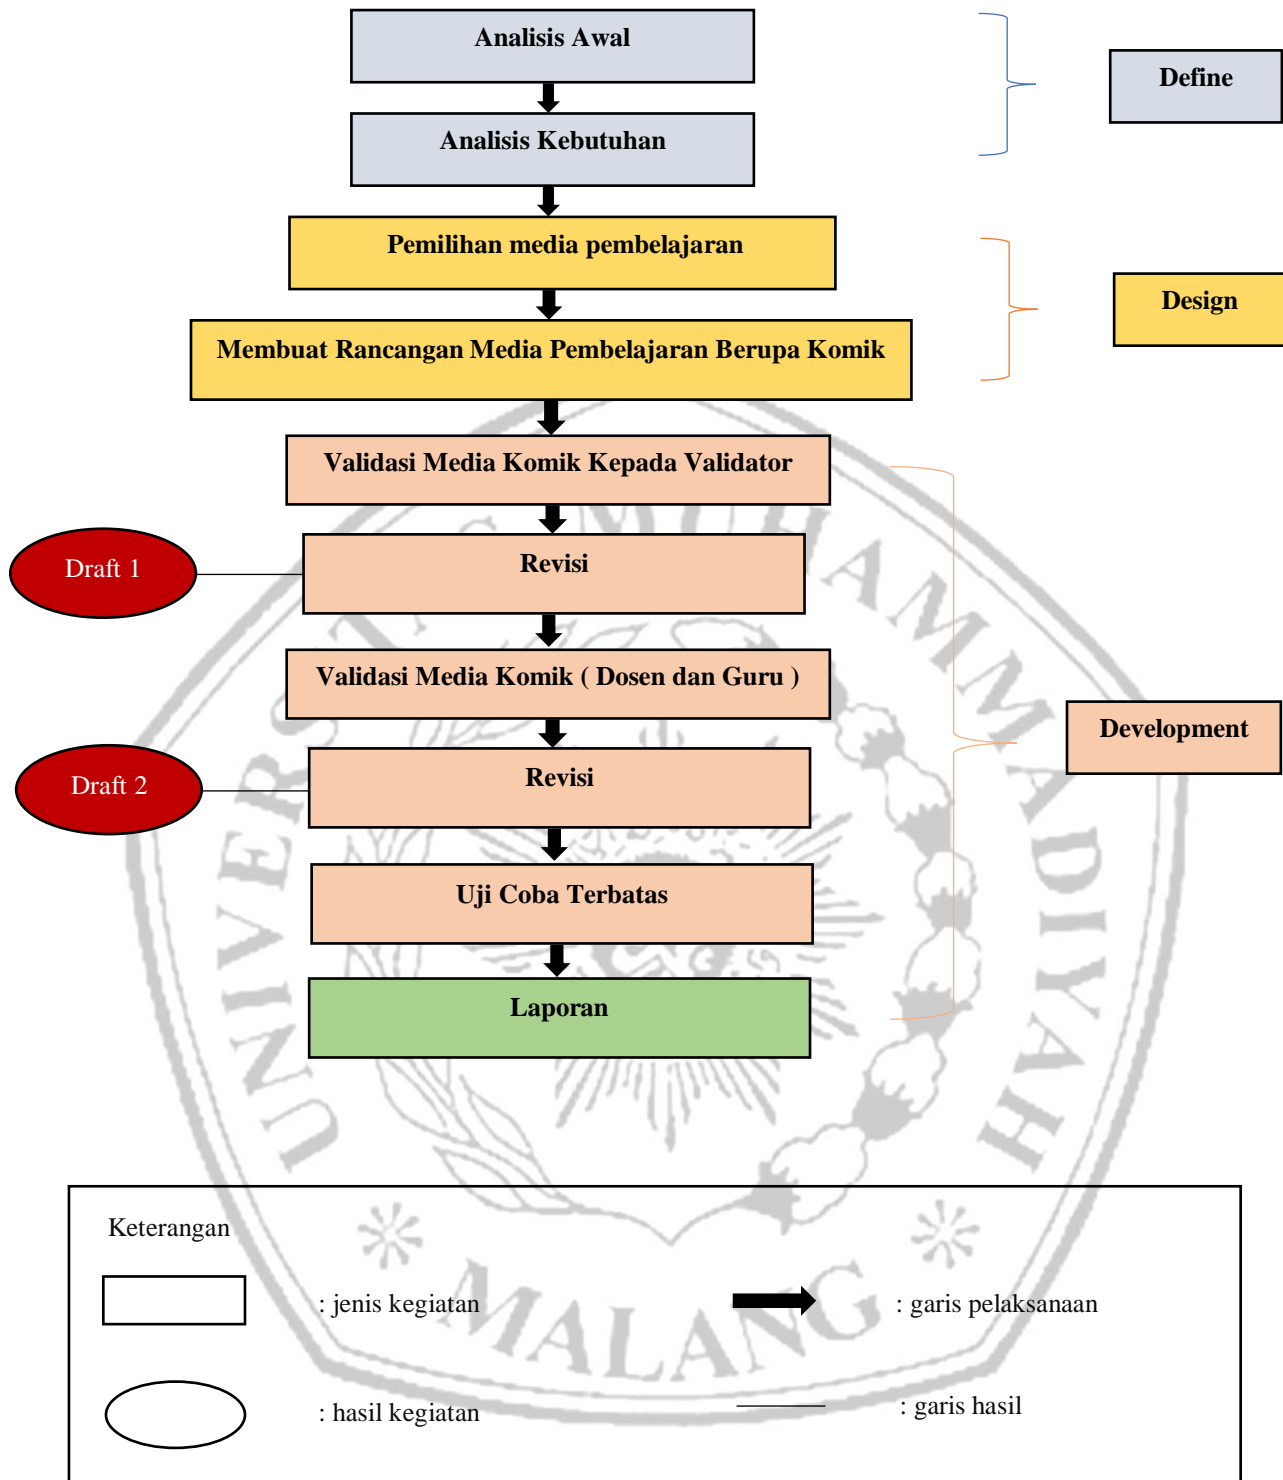 Analisis Awal
Define
Analisis Kebutuhan
Pemilihan media pembelajaran
Design
Membuat Rancangan Media Pembelajaran Berupa Komik
Validasi Media Komik Kepada Validator
Draft 1
Revisi
Validasi Media Komik ( Dosen dan Guru )
Development
Draft 2
Revisi
Uji Coba Terbatas
Laporan
UNIVERSITAS MUHAMMADIYAH
MALANG
Keterangan
: jenis kegiatan
: garis pelaksanaan
: hasil kegiatan
: garis hasil